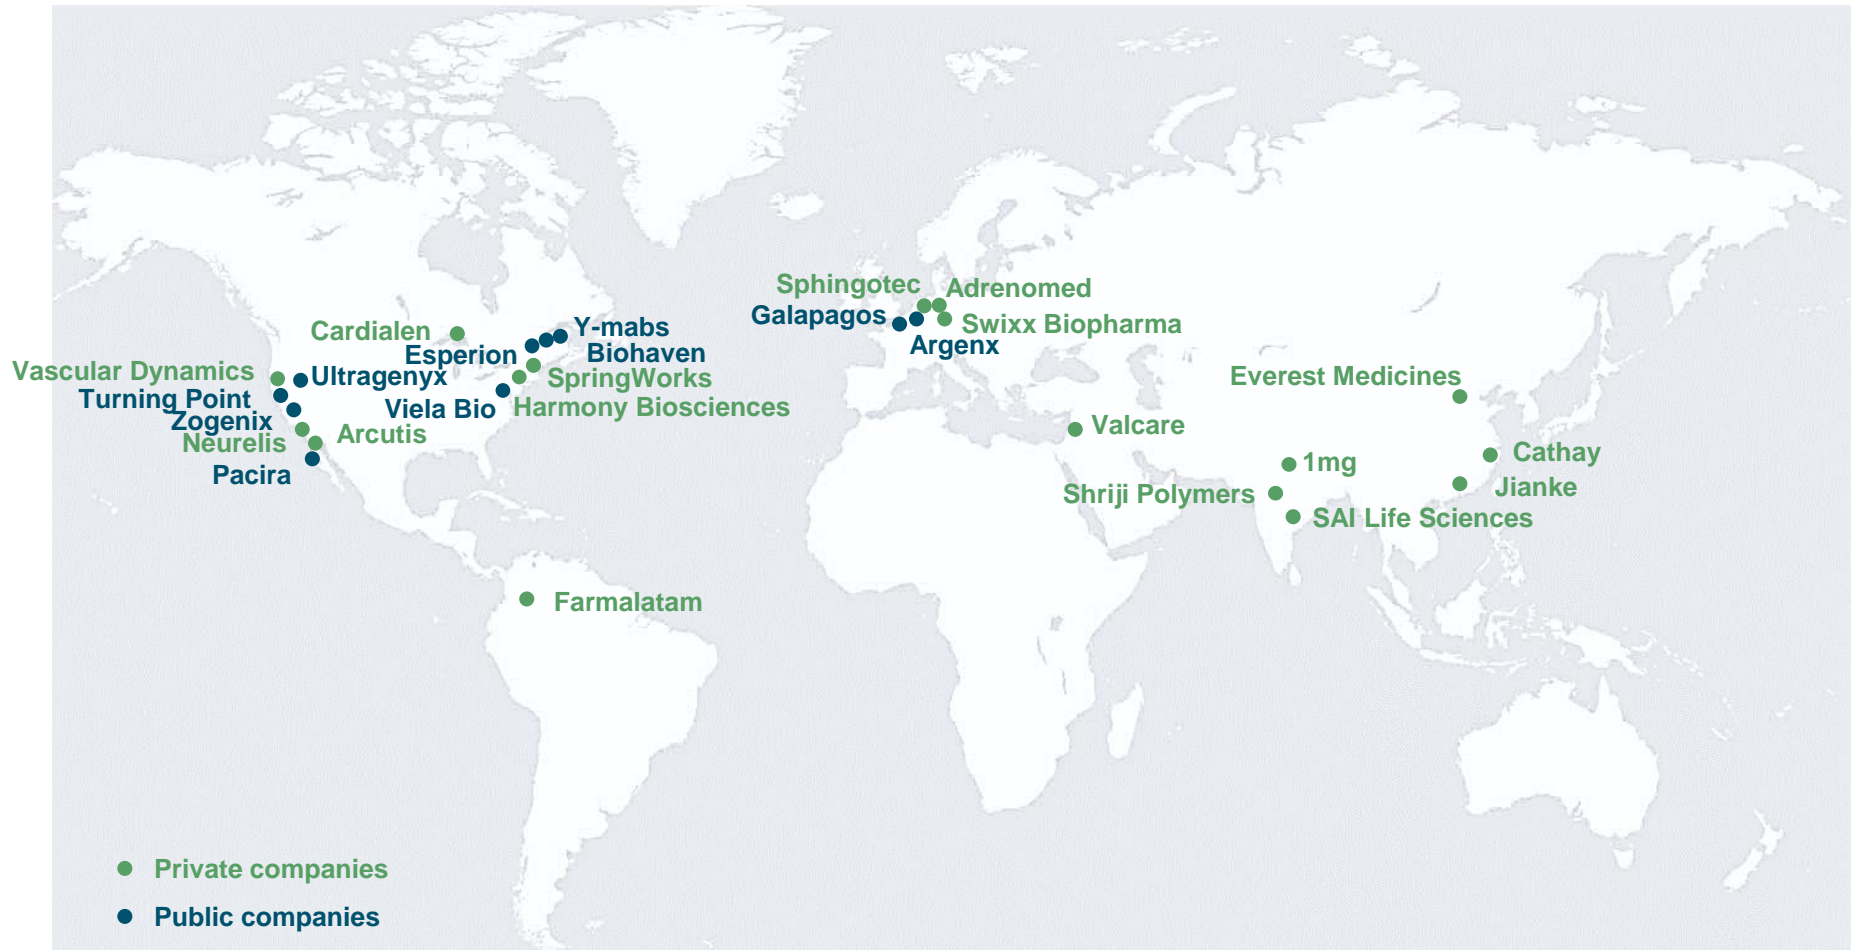 Sphingotec
Adrenomed
Galapagos
Swixx Biopharma
Argenx
Cardialen
Y-mabs
Esperion
Biohaven
Vascular Dynamics
Ultragenyx
SpringWorks
Turning Point
Viela Bio
Harmony Biosciences
Zogenix
Neurelis
Arcutis
Pacira
Everest Medicines
Valcare
Cathay
1mg
Jianke
Shriji Polymers
SAI Life Sciences
Farmalatam
Private companies
Public companies